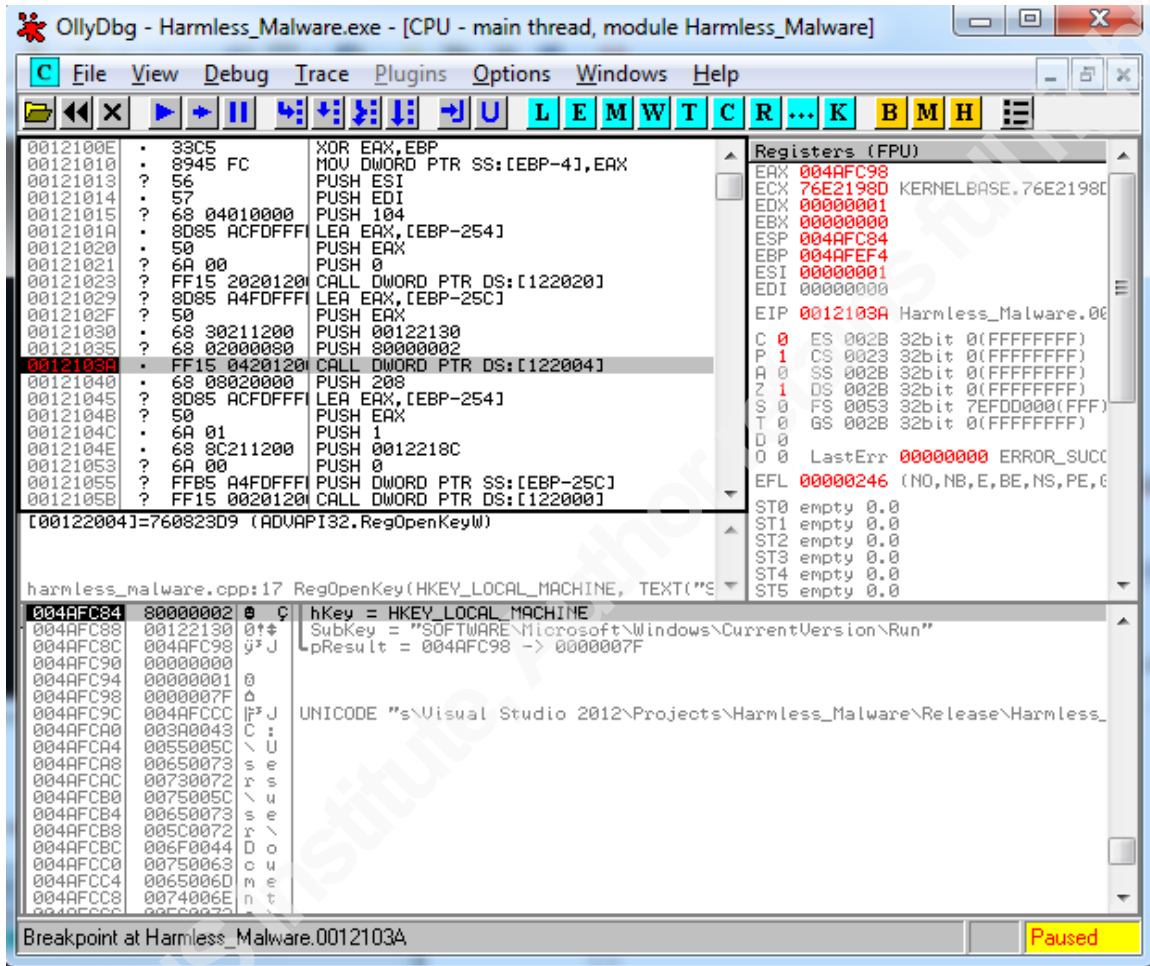 OllyDbg - Harmless_Malware.exe - [CPU - main thread, module Harmless_Malware]
C File View Debug Trace Plugins Options Windows Help
L E M W T C R ... K B M H
0012100E . 33C5 XOR EAX,EBP
00121010 . 8945 FC MOV DWORD PTR SS:[EBP-4],EAX
00121013 ? 56 PUSH ESI
00121014 . 57 PUSH EDI
00121015 ? 68 04010000 PUSH 104
0012101A . 8D85 ACFDFFFF LEA EAX,[EBP-254]
00121020 . 50 PUSH EAX
00121021 ? 6A 00 PUSH 0
00121023 ? FF15 20201200 CALL DWORD PTR DS:[122020]
00121029 ? 8D85 A4FDFFFF LEA EAX,[EBP-25C]
0012102F ? 50 PUSH EAX
00121030 . 68 30211200 PUSH 00122130
00121035 ? 68 02000080 PUSH 80000002
0012103A . FF15 04201200 CALL DWORD PTR DS:[122004]
00121040 . 68 08020000 PUSH 208
00121045 ? 8D85 ACFDFFFF LEA EAX,[EBP-254]
0012104B ? 50 PUSH EAX
0012104C . 6A 01 PUSH 1
0012104E . 68 8C211200 PUSH 0012218C
00121053 ? 6A 00 PUSH 0
00121055 ? FFB5 A4FDFFFF PUSH DWORD PTR SS:[EBP-25C]
0012105B ? FF15 00201200 CALL DWORD PTR DS:[122000]
[00122004]=760823D9 (ADVAPI32.RegOpenKeyW)
harmless_malware.cpp:17 RegOpenKey(HKEY_LOCAL_MACHINE, TEXT("S
Registers (FPU)
EAX 004AFC98
ECX 76E2198D KERNELBASE.76E2198D
EDX 00000001
EBX 00000000
ESP 004AFC84
EBP 004AFEF4
ESI 00000001
EDI 00000000
EIP 0012103A Harmless_Malware.00
C 0 ES 002B 32bit 0(FFFFFFFF)
P 1 CS 0023 32bit 0(FFFFFFFF)
A 0 SS 002B 32bit 0(FFFFFFFF)
Z 1 DS 002B 32bit 0(FFFFFFFF)
S 0 FS 0053 32bit 7EFDD000(FFF)
T 0 GS 002B 32bit 0(FFFFFFFF)
D 0
O 0 LastErr 00000000 ERROR_SUCC
EFL 00000246 (NO,NB,E,BE,NS,PE,G
ST0 empty 0.0
ST1 empty 0.0
ST2 empty 0.0
ST3 empty 0.0
ST4 empty 0.0
ST5 empty 0.0
004AFC84 80000002 hKey = HKEY_LOCAL_MACHINE
004AFC88 00122130 SubKey = "SOFTWARE\Microsoft\Windows\CurrentVersion\Run"
004AFC8C 004AFC98 pResult = 004AFC98 -> 0000007F
004AFC90 00000000
004AFC94 00000001
004AFC98 0000007F
004AFC9C 004AFCCC UNICODE "s\Visual Studio 2012\Projects\Harmless_Malware\Release\Harmless_
004AFCA0 003A0043 C :
004AFCA4 0055005C \ U
004AFCA8 00650073 s e
004AFCAC 00730072 r s
004AFCB0 0075005C \ u
004AFCB4 00650073 s e
004AFCB8 005C0072 r \
004AFCBC 006F0044 D o
004AFCC0 00750063 c u
004AFCC4 0065006D m e
004AFCC8 0074006E n t
Breakpoint at Harmless_Malware.0012103A
Paused